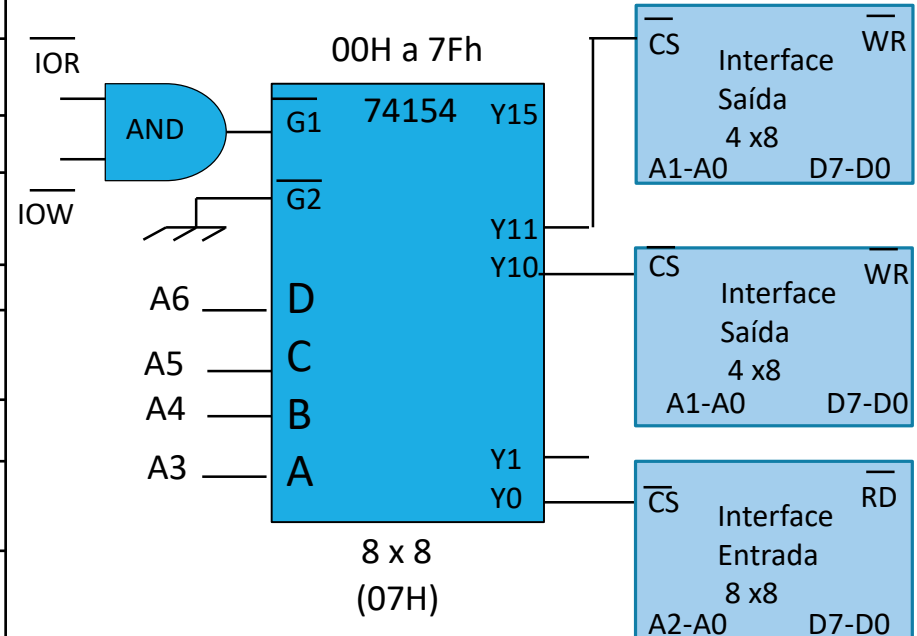 IOR
IOW
AND
00H a 7Fh
G1
74154
Y15
G2
Y11
Y10
A6
D
A5
C
A4
B
A3
A
Y1
Y0
8 x 8
(07H)
CS
WR
Interface
Saída
4 x8
A1-A0
D7-D0
CS
WR
Interface
Saída
4 x8
A1-A0
D7-D0
CS
RD
Interface
Entrada
8 x8
A2-A0
D7-D0